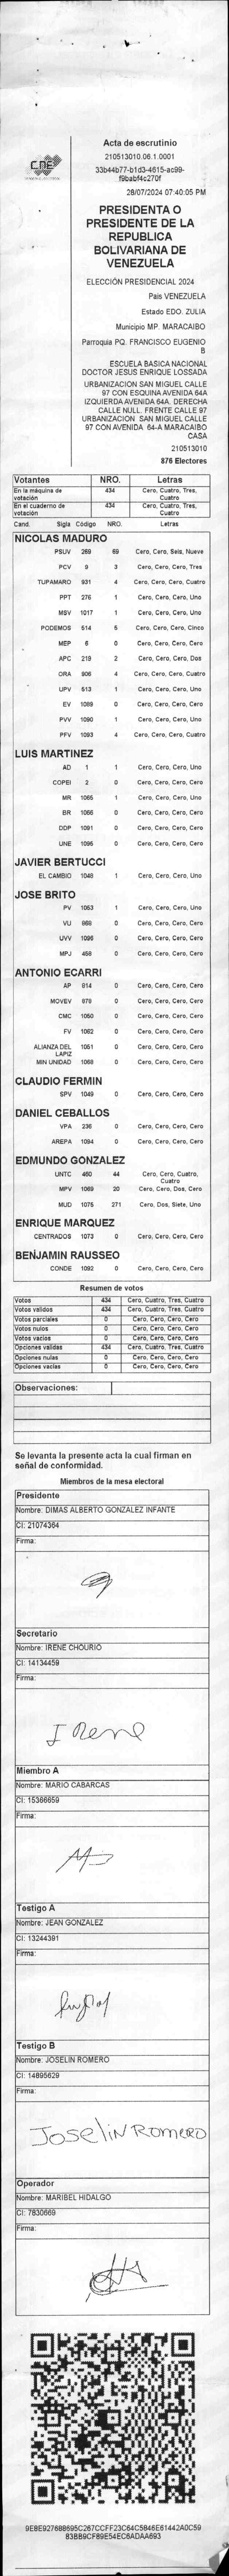 CNE
Acta de escrutinio
210513010.06.1.0001
33b44b77-b1d3-4615-ac99-
f9babf4c270f
28/07/2024 07:40:05 PM
PRESIDENTA O
PRESIDENTE DE LA
REPUBLICA
BOLIVARIANA DE
VENEZUELA
ELECCIÓN PRESIDENCIAL 2024
Pais VENEZUELA
Estado EDO. ZULIA
Municipio MP. MARACAIBO
Parroquia PQ. FRANCISCO EUGENIO
B
ESCUELA BASICA NACIONAL
DOCTOR JESUS ENRIQUE LOSSADA
URBANIZACION SAN MIGUEL CALLE
97 CON ESQUINA AVENIDA 64A
IZQUIERDA AVENIDA 64A. DERECHA
CALLE NULL. FRENTE CALLE 97
URBANIZACION SAN MIGUEL CALLE
97 CON AVENIDA 64-A MARACAIBO
CASA
210513010
876 Electores
Votantes NRO. Letras
En la máquina de votación 434 Cero, Cuatro, Tres, Cuatro
En el cuaderno de votación 434 Cero, Cuatro, Tres, Cuatro
Cand. Sigla Código NRO. Letras
NICOLAS MADURO
PSUV 269 69 Cero, Cero, Seis, Nueve
PCV 9 3 Cero, Cero, Cero, Tres
TUPAMARO 931 4 Cero, Cero, Cero, Cuatro
PPT 276 1 Cero, Cero, Cero, Uno
MSV 1017 1 Cero, Cero, Cero, Uno
PODEMOS 514 5 Cero, Cero, Cero, Cinco
MEP 6 0 Cero, Cero, Cero, Cero
APC 219 2 Cero, Cero, Cero, Dos
ORA 906 4 Cero, Cero, Cero, Cuatro
UPV 513 1 Cero, Cero, Cero, Uno
EV 1089 0 Cero, Cero, Cero, Cero
PVV 1090 1 Cero, Cero, Cero, Uno
PFV 1093 4 Cero, Cero, Cero, Cuatro
LUIS MARTINEZ
AD 1 1 Cero, Cero, Cero, Uno
COPEI 2 0 Cero, Cero, Cero, Cero
MR 1065 1 Cero, Cero, Cero, Uno
BR 1066 0 Cero, Cero, Cero, Cero
DDP 1091 0 Cero, Cero, Cero, Cero
UNE 1096 0 Cero, Cero, Cero, Cero
JAVIER BERTUCCI
EL CAMBIO 1048 1 Cero, Cero, Cero, Uno
JOSE BRITO
PV 1053 1 Cero, Cero, Cero, Uno
VU 868 0 Cero, Cero, Cero, Cero
UVV 1095 0 Cero, Cero, Cero, Cero
MPJ 458 0 Cero, Cero, Cero, Cero
ANTONIO ECARRI
AP 814 0 Cero, Cero, Cero, Cero
MOVEV 978 0 Cero, Cero, Cero, Cero
CMC 1050 0 Cero, Cero, Cero, Cero
FV 1062 0 Cero, Cero, Cero, Cero
ALIANZA DEL LAPIZ 1051 0 Cero, Cero, Cero, Cero
MIN UNIDAD 1068 0 Cero, Cero, Cero, Cero
CLAUDIO FERMIN
SPV 1049 0 Cero, Cero, Cero, Cero
DANIEL CEBALLOS
VPA 236 0 Cero, Cero, Cero, Cero
AREPA 1094 0 Cero, Cero, Cero, Cero
EDMUNDO GONZALEZ
UNTC 460 44 Cero, Cero, Cuatro, Cuatro
MPV 1069 20 Cero, Cero, Dos, Cero
MUD 1075 271 Cero, Dos, Siete, Uno
ENRIQUE MARQUEZ
CENTRADOS 1073 0 Cero, Cero, Cero, Cero
BENJAMIN RAUSSEO
CONDE 1092 0 Cero, Cero, Cero, Cero
Resumen de votos
Votos 434 Cero, Cuatro, Tres, Cuatro
Votos validos 434 Cero, Cuatro, Tres, Cuatro
Votos parciales 0 Cero, Cero, Cero, Cero
Votos nulos 0 Cero, Cero, Cero, Cero
Votos vacios 0 Cero, Cero, Cero, Cero
Opciones validas 434 Cero, Cuatro, Tres, Cuatro
Opciones nulas 0 Cero, Cero, Cero, Cero
Opciones vacias 0 Cero, Cero, Cero, Cero
Observaciones:
Se levanta la presente acta la cual firman en
señal de conformidad.
Miembros de la mesa electoral
Presidente
Nombre: DIMAS ALBERTO GONZALEZ INFANTE
CI: 21074364
Firma:
Secretario
Nombre: IRENE CHOURIO
CI: 14134459
Firma:
Irene
Miembro A
Nombre: MARIO CABARCAS
CI: 15366659
Firma:
Testigo A
Nombre: JEAN GONZALEZ
CI: 13244391
Firma:
Testigo B
Nombre: JOSELIN ROMERO
CI: 14895629
Firma:
JoselIN ROMERO
Operador
Nombre: MARIBEL HIDALGO
CI: 7830669
Firma:
9E8E927688695C267CCFF23C64C5846E61442A0C59
83BB9CF89E54EC6ADAA693